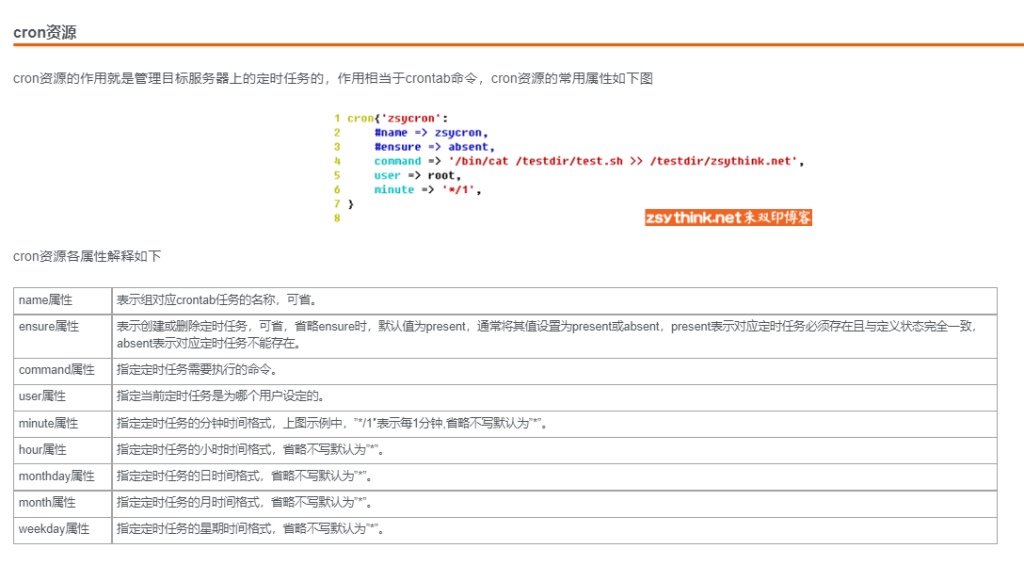 cron资源
cron资源的作用就是管理目标服务器上的定时任务的，作用相当于crontab命令，cron资源的常用属性如下图
1 cron{'zsycron':
2     #name => zsycron,
3     #ensure => absent,
4     command => '/bin/cat /testdir/test.sh >> /testdir/zsythink.net',
5     user => root,
6     minute => '*/1',
7 }
8
zsythink.net朱双印博客
cron资源各属性解释如下
name属性 表示组对应crontab任务的名称，可省。
ensure属性 表示创建或删除定时任务，可省，省略ensure时，默认值为present，通常将其值设置为present或absent，present表示对应定时任务必须存在且与定义状态完全一致，
absent表示对应定时任务不能存在。
command属性 指定定时任务需要执行的命令。
user属性 指定当前定时任务是为哪个用户设定的。
minute属性 指定定时任务的分钟时间格式，上图示例中，"*/1"表示每1分钟,省略不写默认为"*"。
hour属性 指定定时任务的小时时间格式，省略不写默认为"*"。
monthday属性 指定定时任务的日时间格式，省略不写默认为"*"。
month属性 指定定时任务的月时间格式，省略不写默认为"*"。
weekday属性 指定定时任务的星期时间格式，省略不写默认为"*"。